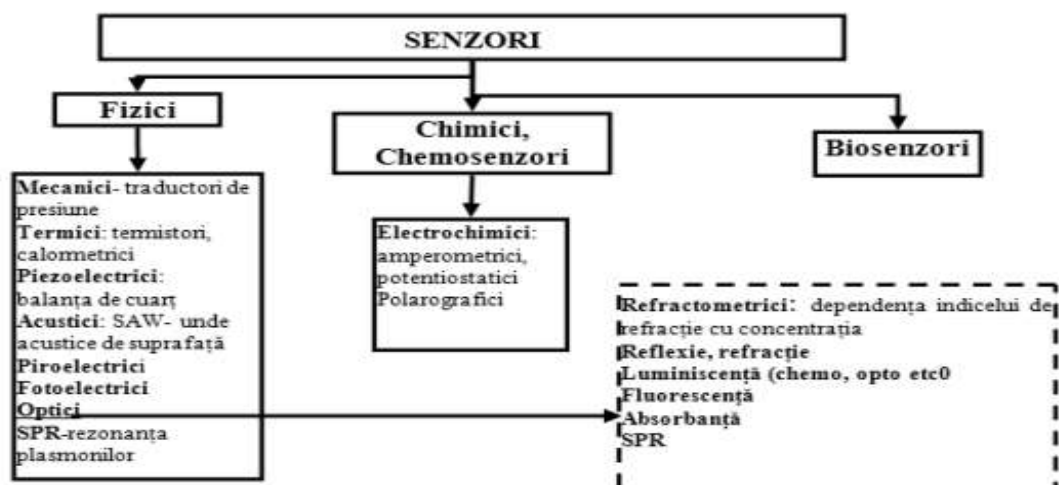 SENZORI
Fizici
Chimici,
Chemosenzori
Biosenzori
Mecanici- traductori de
presiune
Termici: termistori,
calormetrici
Piezoelectrici:
balanța de cuarț
Acustici: SAW- unde
acustice de suprafață
Piroelectrici
Fotoelectrici
Optici
SPR-rezonanța
plasmonilor
Electrochimici:
amperometrici,
potentiostatici
Polarografici
Refractometrici: dependența indicelui de
refracție cu concentrația
Reflexie, refracție
Luminiscență (chemo, opto etc0
Fluorescență
Absorbanță
SPR